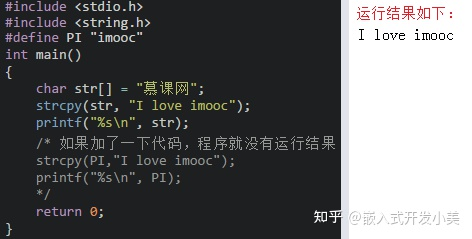 #include <stdio.h>
#include <string.h>
#define PI "imooc"
int main()
{
    char str[] = "慕课网";
    strcpy(str, "I love imooc");
    printf("%s\n", str);
    /* 如果加了一下代码，程序就没有运行结果
    strcpy(PI,"I love imooc");
    printf("%s\n", PI);
    */
    return 0;
}
运行结果如下：
I love imooc
知乎 @嵌入式开发小美